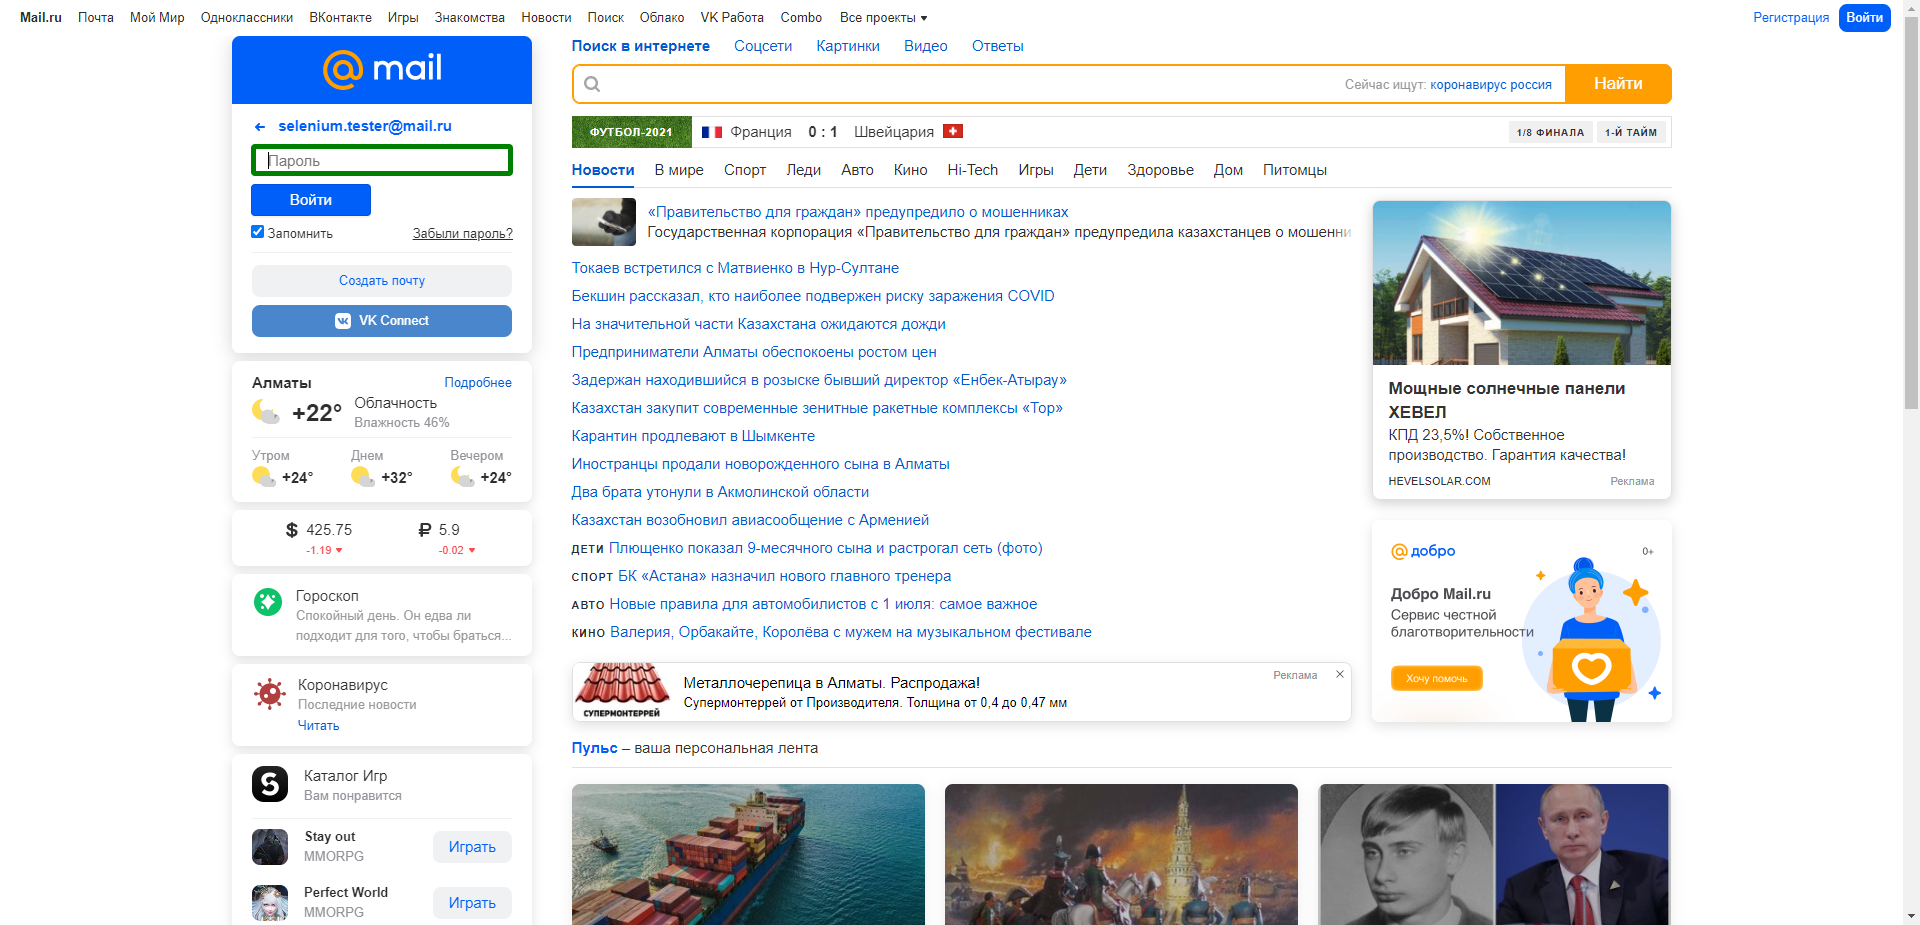 Mail.ru Почта Мой Мир Одноклассники ВКонтакте Игры Знакомства Новости Поиск Облако VK Работа Combo Все проекты Регистрация Войти
mail
selenium.tester@mail.ru
Пароль
Войти
Запомнить Забыли пароль?
Создать почту
VK Connect
Алматы Подробнее
+22° Облачность
Влажность 46%
Утром Днем Вечером
+24° +32° +24°
$ 425.75 ₽ 5.9
-1.19 -0.02
Гороскоп
Спокойный день. Он едва ли
подходит для того, чтобы браться...
Коронавирус
Последние новости
Читать
Каталог Игр
Вам понравится
Stay out
MMORPG
Играть
Perfect World
MMORPG
Играть
Поиск в интернете Соцсети Картинки Видео Ответы
Сейчас ищут: коронавирус россия Найти
ФУТБОЛ-2021 Франция 0 : 1 Швейцария 1/8 ФИНАЛА 1-Й ТАЙМ
Новости В мире Спорт Леди Авто Кино Hi-Tech Игры Дети Здоровье Дом Питомцы
«Правительство для граждан» предупредило о мошенниках
Государственная корпорация «Правительство для граждан» предупредила казахстанцев о мошенни
Токаев встретился с Матвиенко в Нур-Султане
Бекшин рассказал, кто наиболее подвержен риску заражения COVID
На значительной части Казахстана ожидаются дожди
Предприниматели Алматы обеспокоены ростом цен
Задержан находившийся в розыске бывший директор «Енбек-Атырау»
Казахстан закупит современные зенитные ракетные комплексы «Тор»
Карантин продлевают в Шымкенте
Иностранцы продали новорожденного сына в Алматы
Два брата утонули в Акмолинской области
Казахстан возобновил авиасообщение с Арменией
ДЕТИ Плющенко показал 9-месячного сына и растрогал сеть (фото)
СПОРТ БК «Астана» назначил нового главного тренера
АВТО Новые правила для автомобилистов с 1 июля: самое важное
КИНО Валерия, Орбакайте, Королёва с мужем на музыкальном фестивале
СУПЕРМОНТЕРРЕЙ
Металлочерепица в Алматы. Распродажа!
Супермонтеррей от Производителя. Толщина от 0,4 до 0,47 мм
Реклама
Пульс – ваша персональная лента
Мощные солнечные панели
ХЕВЕЛ
КПД 23,5%! Собственное
производство. Гарантия качества!
HEVELSOLAR.COM Реклама
добро 0+
Добро Mail.ru
Сервис честной
благотворительности
Хочу помочь